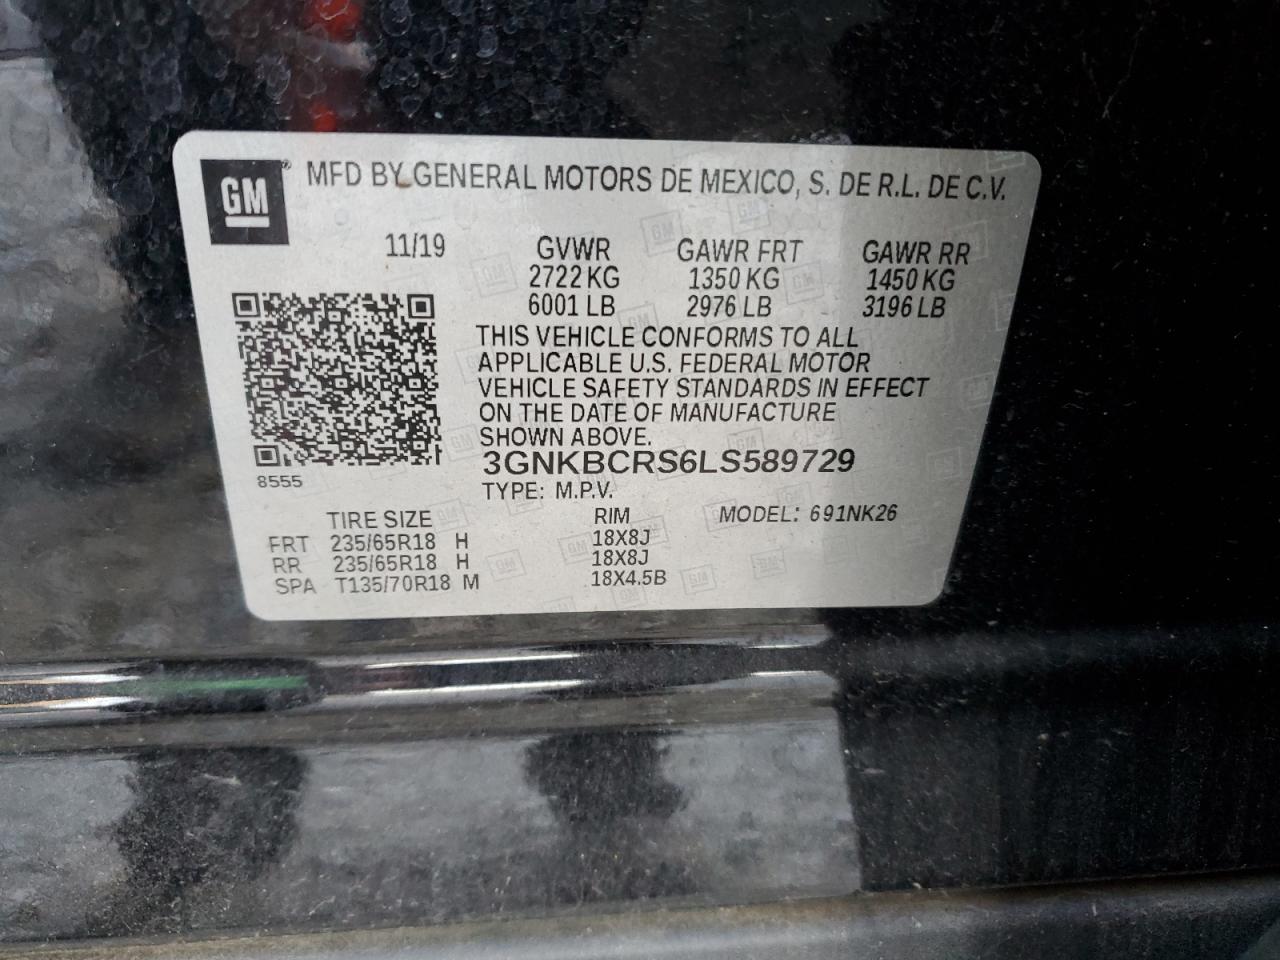 GM® MFD BY GENERAL MOTORS DE MEXICO, S. DE R.L. DE C.V.
11/19 GVWR GAWR FRT GAWR RR
2722 KG 1350 KG 1450 KG
6001 LB 2976 LB 3196 LB
THIS VEHICLE CONFORMS TO ALL
APPLICABLE U.S. FEDERAL MOTOR
VEHICLE SAFETY STANDARDS IN EFFECT
ON THE DATE OF MANUFACTURE
SHOWN ABOVE.
3GNKBCRS6LS589729
8555
TYPE: M.P.V.
TIRE SIZE RIM MODEL: 691NK26
FRT 235/65R18 H 18X8J
RR 235/65R18 H 18X8J
SPA T135/70R18 M 18X4.5B